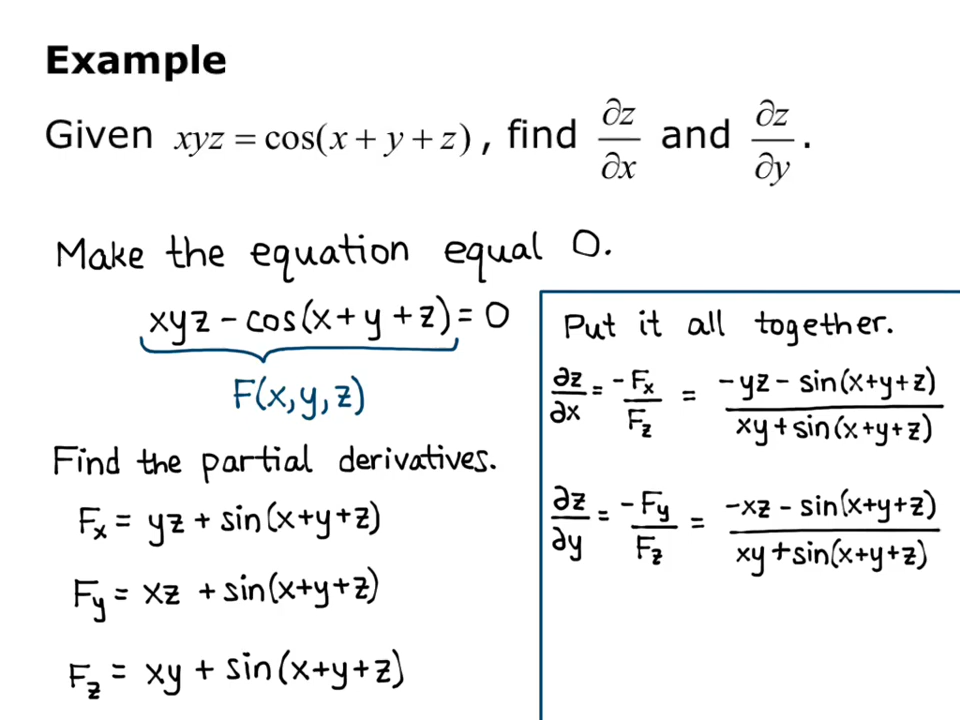 Example
Given xyz = cos(x + y + z), find ∂z/∂x and ∂z/∂y.
Make the equation equal 0.
xyz - cos(x+y+z) = 0
F(x,y,z)
Find the partial derivatives.
Fx = yz + sin(x+y+z)
Fy = xz + sin(x+y+z)
Fz = xy + sin(x+y+z)
Put it all together.
∂z/∂x = -Fx/Fz = (-yz - sin(x+y+z))/(xy + sin(x+y+z))
∂z/∂y = -Fy/Fz = (-xz - sin(x+y+z))/(xy + sin(x+y+z))